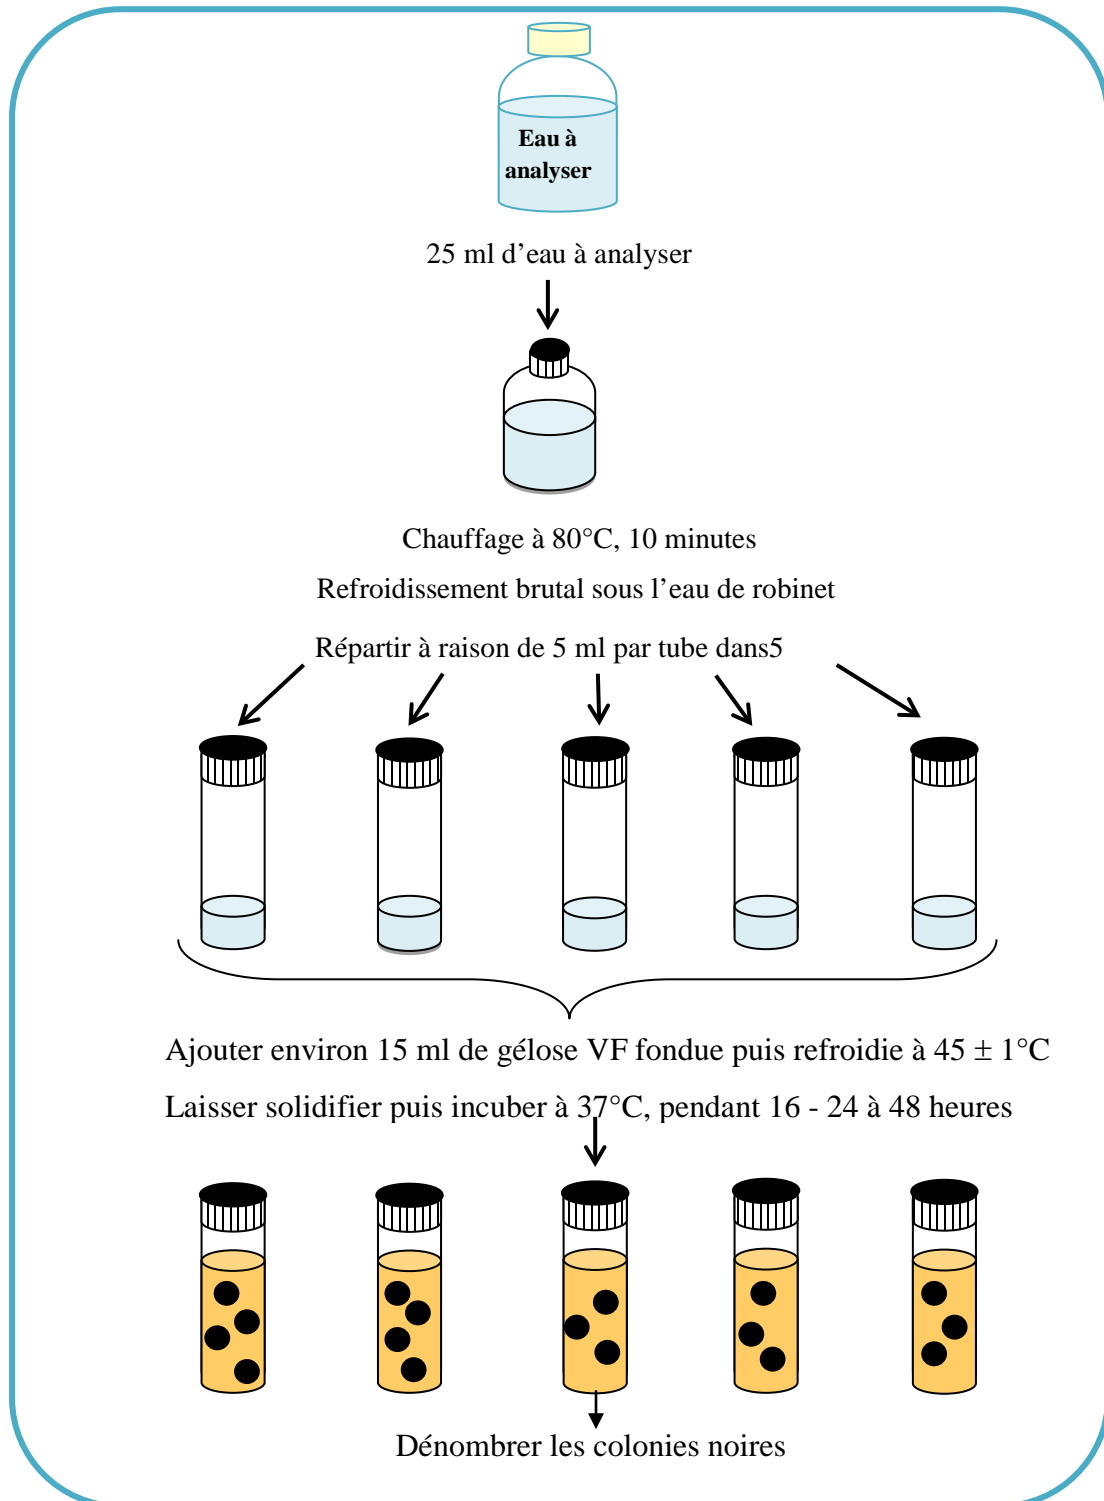 Eau à
analyser
25 ml d’eau à analyser
Chauffage à 80°C, 10 minutes
Refroidissement brutal sous l’eau de robinet
Répartir à raison de 5 ml par tube dans5
Ajouter environ 15 ml de gélose VF fondue puis refroidie à 45 ± 1°C
Laisser solidifier puis incuber à 37°C, pendant 16 - 24 à 48 heures
Dénombrer les colonies noires